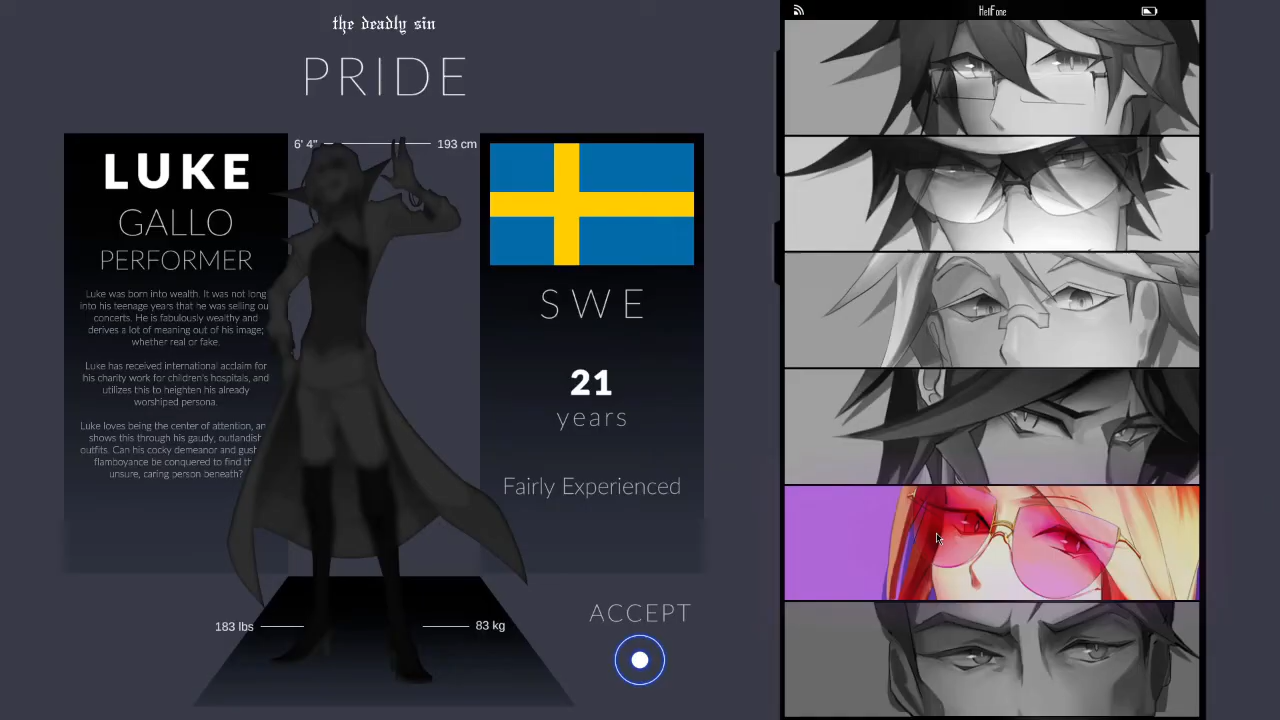 the deadly sin
PRIDE
LUKE
GALLO
PERFORMER
Luke was born into wealth. It was not long
into his teenage years that he was selling ou
concerts. He is fabulously wealthy and
derives a lot of meaning out of his image;
whether real or fake.
Luke has received international acclaim for
his charity work for children's hospitals, and
utilizes this to heighten his already
worshiped persona.
Luke loves being the center of attention, an
shows this through his gaudy, outlandish
outfits. Can his cocky demeanor and gush
flamboyance be conquered to find th
unsure, caring person beneath?
6' 4"
193 cm
183 lbs
83 kg
SWE
21
years
Fairly Experienced
ACCEPT
HellFone